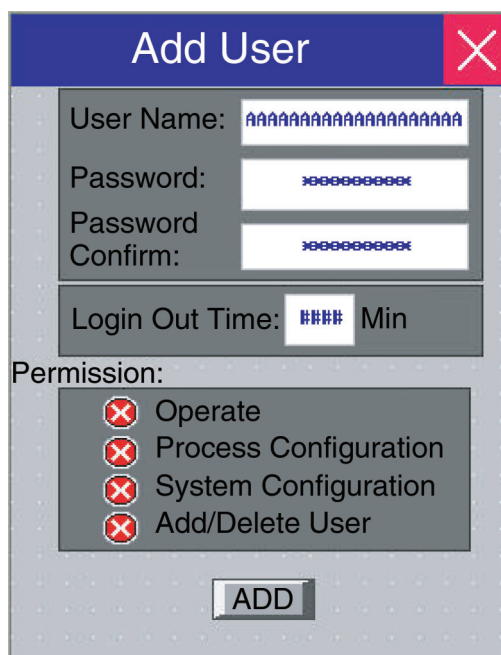 Add User
User Name: AAAAAAAAAAAAAAAAAAAA
Password: **********
Password
Confirm: **********
Login Out Time: #### Min
Permission:
Operate
Process Configuration
System Configuration
Add/Delete User
ADD